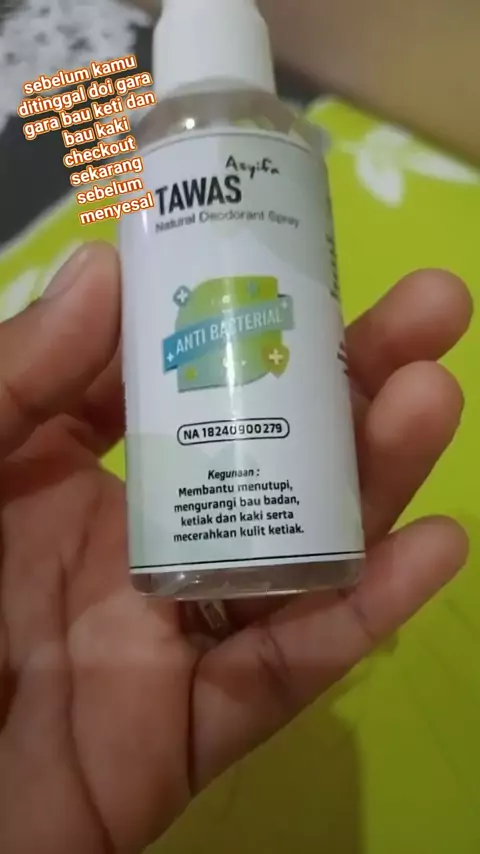 sebelum kamu
ditinggal doi gara
gara bau keti dan
bau kaki
checkout
sekarang
sebelum
menyesal
Asyifa
TAWAS
Natural Deodorant Spray
ANTI BACTERIAL
NA 18240900279
Kegunaan :
Membantu menutupi,
mengurangi bau badan,
ketiak dan kaki serta
mecerahkan kulit ketiak.